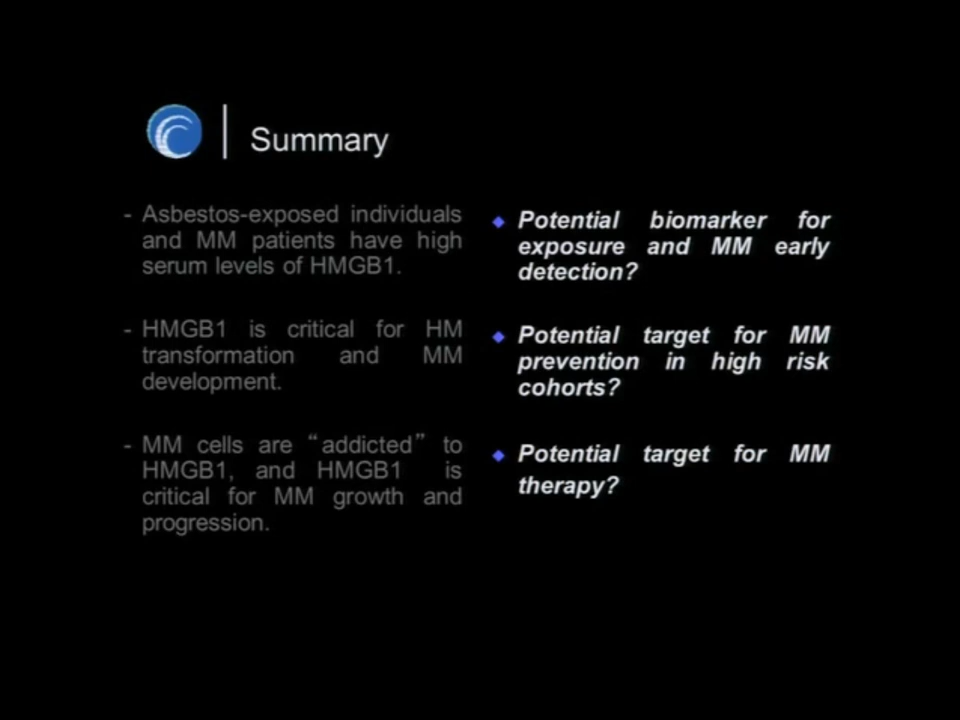 Summary
- Asbestos-exposed individuals
and MM patients have high
serum levels of HMGB1.
- HMGB1 is critical for HM
transformation and MM
development.
- MM cells are “addicted” to
HMGB1, and HMGB1 is
critical for MM growth and
progression.
◆ Potential biomarker for
exposure and MM early
detection?
◆ Potential target for MM
prevention in high risk
cohorts?
◆ Potential target for MM
therapy?